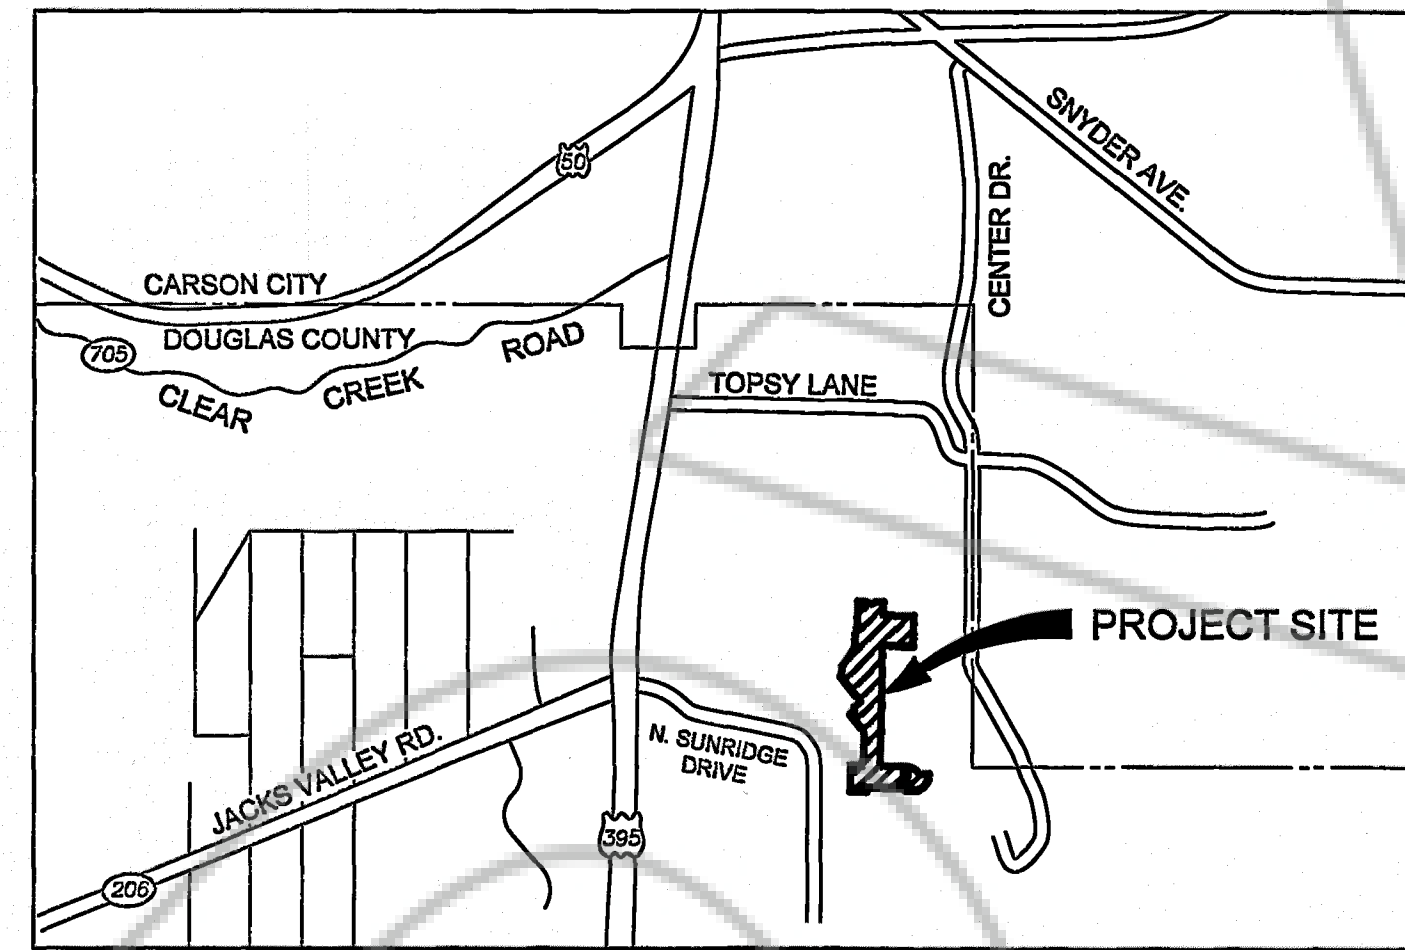 SNYDER AVE.
50
CENTER DR.
CARSON CITY
DOUGLAS COUNTY
705
CLEAR CREEK ROAD
TOPSY LANE
PROJECT SITE
N. SUNRIDGE
DRIVE
JACKS VALLEY RD.
395
206